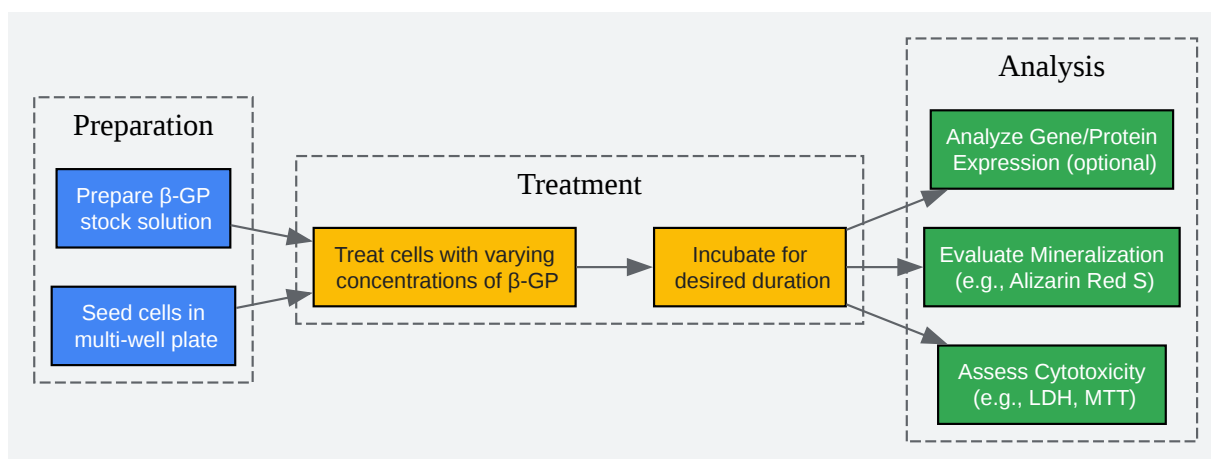 Preparation
Prepare β-GP
stock solution
Seed cells in
multi-well plate
Treatment
Treat cells with varying
concentrations of β-GP
Incubate for
desired duration
Analysis
Analyze Gene/Protein
Expression (optional)
Evaluate Mineralization
(e.g., Alizarin Red S)
Assess Cytotoxicity
(e.g., LDH, MTT)